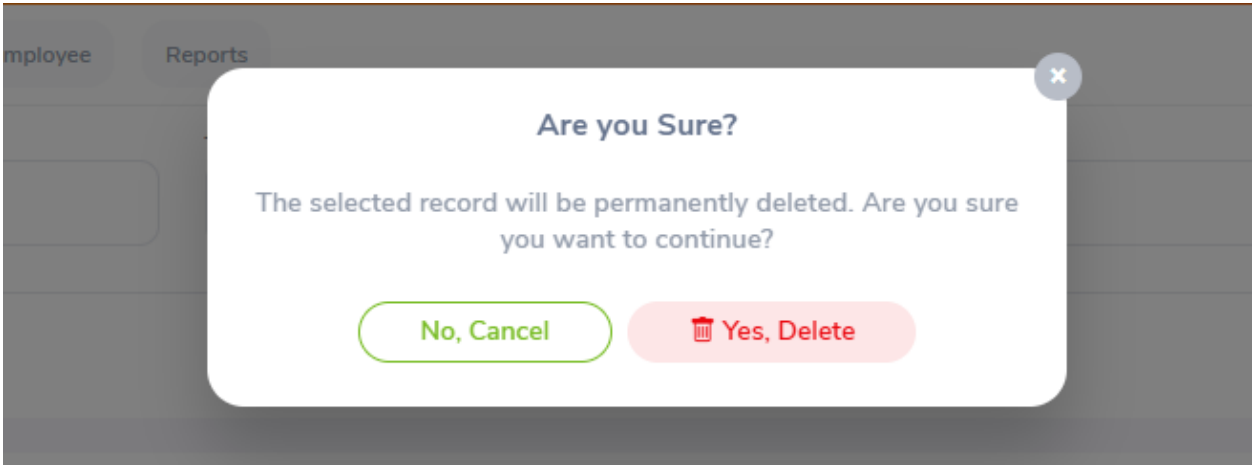 mployee Reports
Are you Sure?
The selected record will be permanently deleted. Are you sure
you want to continue?
No, Cancel Yes, Delete